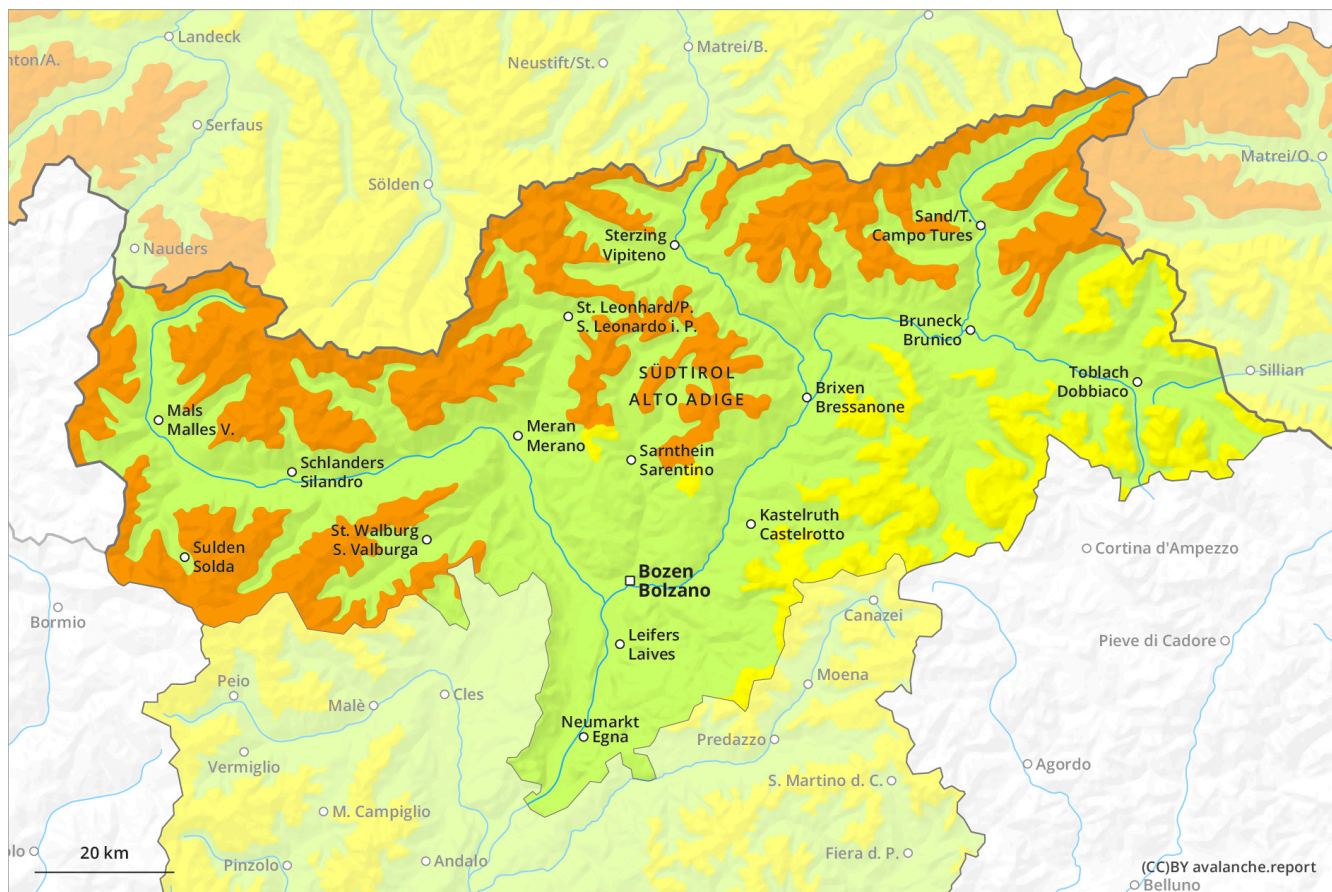 Landeck
nton/A.
Matrei/B.
Neustift/St.
Serfaus
Matrei/O.
Sölden
Sand/T.
Campo Tures
Sterzing
Vipiteno
Nauders
St. Leonhard/P.
S. Leonardo i. P.
Bruneck
Brunico
SÜDTIROL
ALTO ADIGE
Toblach
Dobbiaco
Sillian
Brixen
Bressanone
Mals
Malles V.
Meran
Merano
Sarnthein
Sarentino
Schlanders
Silandro
Kastelruth
Castelrotto
St. Walburg
S. Valburga
Sulden
Solda
Cortina d'Ampezzo
Bozen
Bolzano
Bormio
Canazei
Leifers
Laives
Pieve di Cadore
Peio
Malè
Cles
Moena
Neumarkt
Egna
Predazzo
Vermiglio
Agordo
S. Martino d. C.
M. Campiglio
olo
20 km
Pinzolo
Andalo
Fiera d. P.
(CC)BY avalanche.report
Belluno